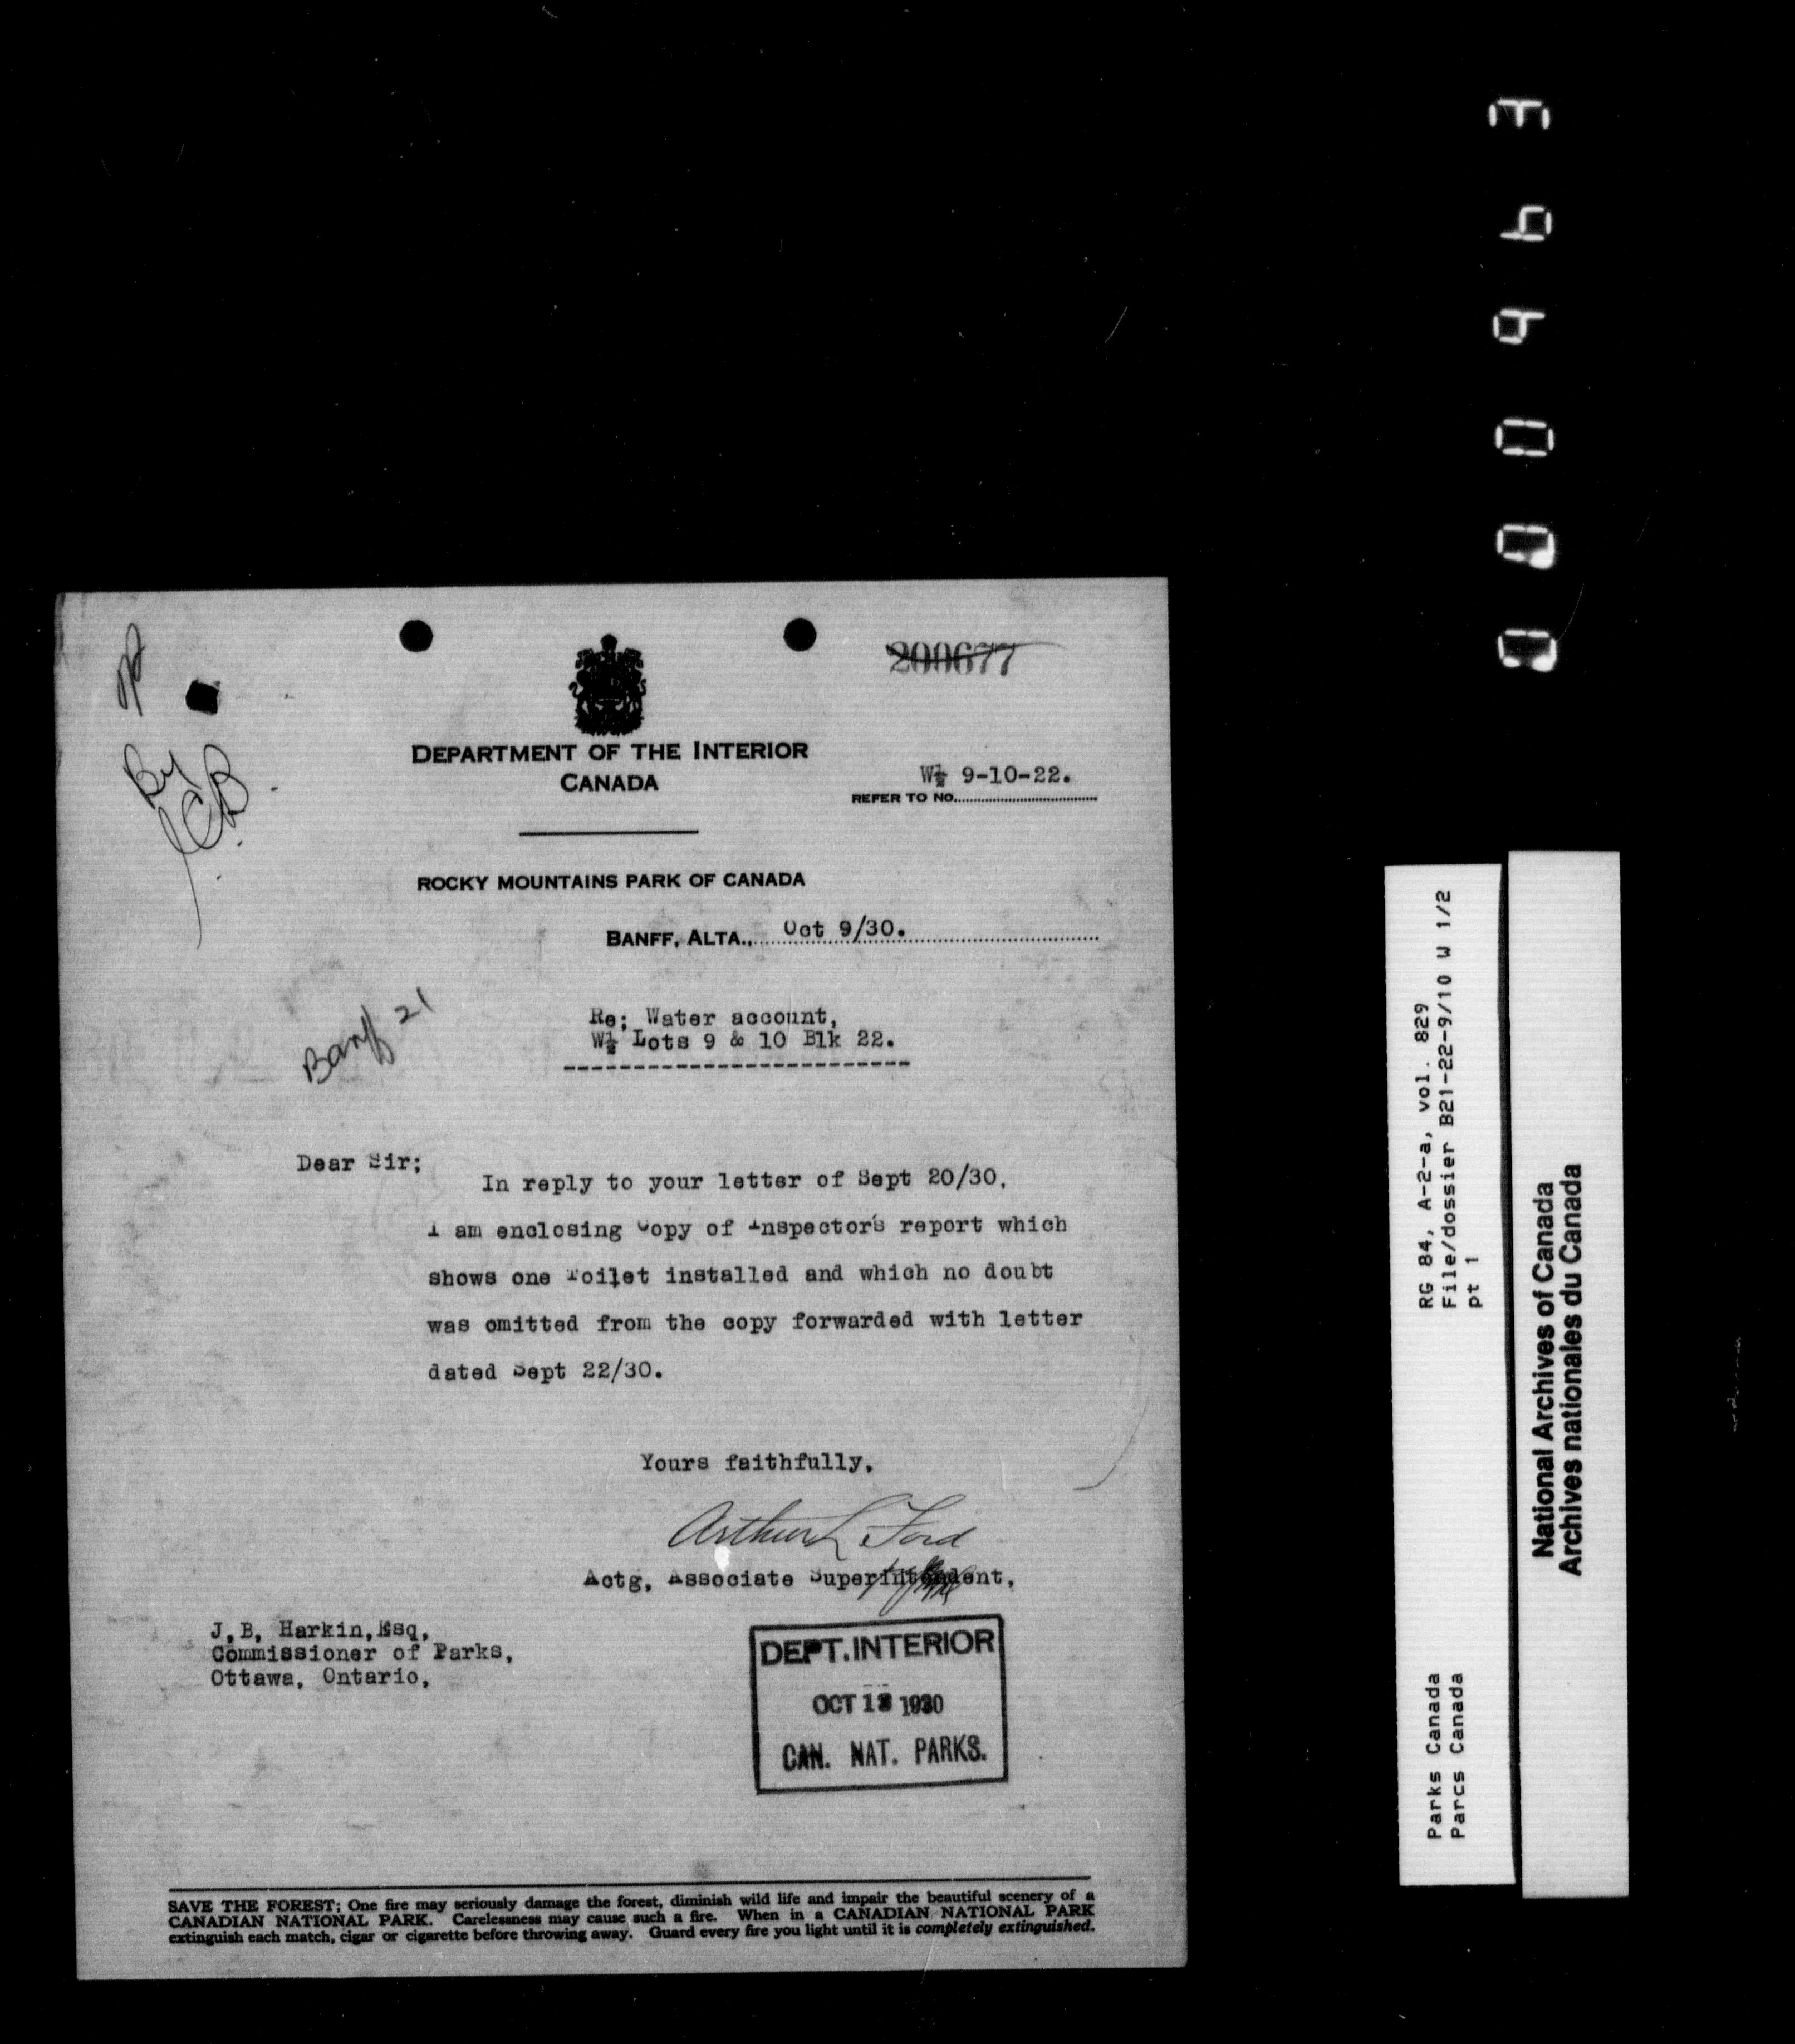 200677
DEPARTMENT OF THE INTERIOR
CANADA
W½ 9-10-22.
REFER TO NO.
By
ROCKY MOUNTAINS PARK OF CANADA
BANFF, ALTA., Oct 9/30.
Banff 21
Re; Water account,
W½ Lots 9 & 10 Blk 22.
Dear Sir;
In reply to your letter of Sept 20/30,
I am enclosing Copy of Inspector's report which
shows one Toilet installed and which no doubt
was omitted from the copy forwarded with letter
dated Sept 22/30.
Yours faithfully,
Arthur L Ford
Actg, Associate Superintendent,
J,B, Harkin,Esq,
Commissioner of Parks,
Ottawa, Ontario,
DEPT. INTERIOR
OCT 1930
CAN. NAT. PARKS.
SAVE THE FOREST; One fire may seriously damage the forest, diminish wild life and impair the beautiful scenery of a
CANADIAN NATIONAL PARK. Carelessness may cause such a fire. When in a CANADIAN NATIONAL PARK
extinguish each match, cigar or cigarette before throwing away. Guard every fire you light until it is completely extinguished.
RG 84, A-2-a, vol. 829
File/dossier B21-22-9/10 W 1/2
pt 1
Parks Canada
Parcs Canada
National Archives of Canada
Archives nationales du Canada